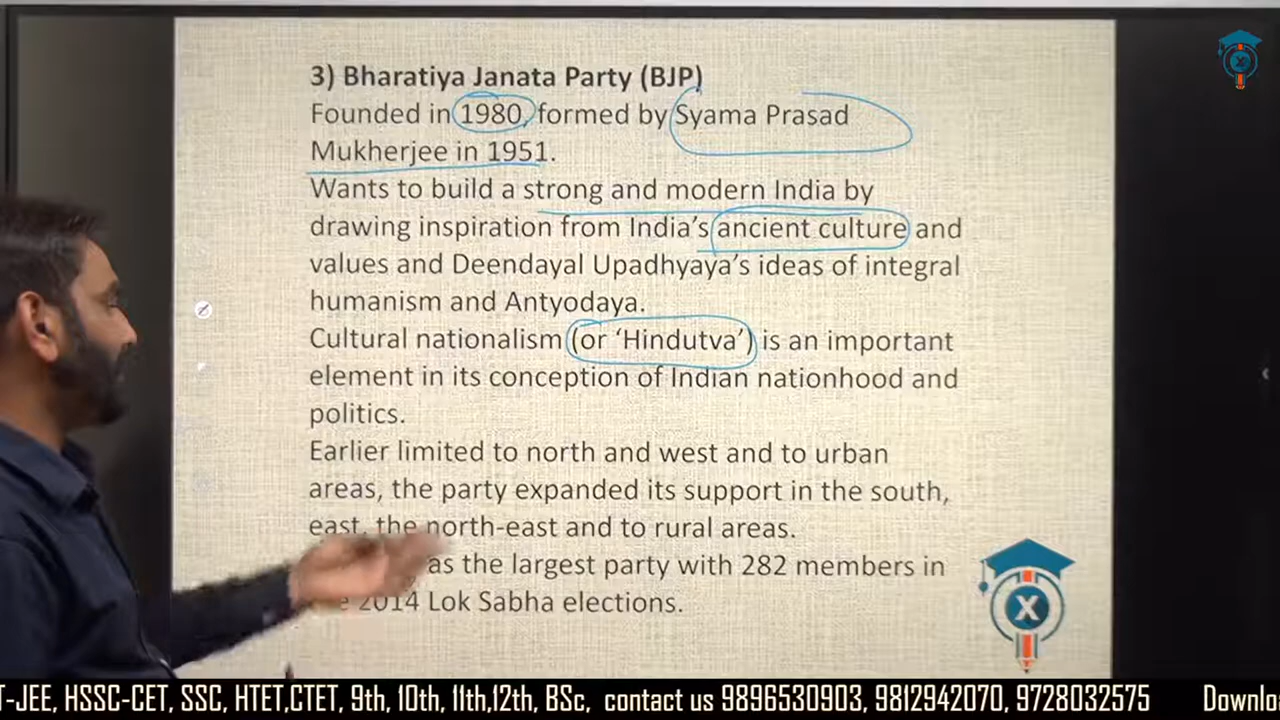 3) Bharatiya Janata Party (BJP)
Founded in 1980, formed by Syama Prasad
Mukherjee in 1951.
Wants to build a strong and modern India by
drawing inspiration from India's ancient culture and
values and Deendayal Upadhyaya's ideas of integral
humanism and Antyodaya.
Cultural nationalism (or 'Hindutva') is an important
element in its conception of Indian nationhood and
politics.
Earlier limited to north and west and to urban
areas, the party expanded its support in the south,
east, the north-east and to rural areas.
as the largest party with 282 members in
2014 Lok Sabha elections.
X
X
T-JEE, HSSC-CET, SSC, HTET,CTET, 9th, 10th, 11th,12th, BSc, contact us 9896530903, 9812942070, 9728032575 Downlo